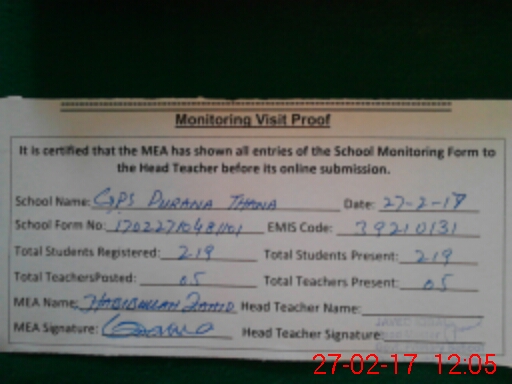 Monitoring Visit Proof
It is certified that the MEA has shown all entries of the School Monitoring Form to
the Head Teacher before its online submission.
School Name: GPS PURANA THANA Date: 27-2-17
School Form No: EMIS Code: 39210131
Total Students Registered: 219 Total Students Present: 219
Total TeachersPosted: 05 Total Teachers Present: 05
MEA Name: HABIBULLAH ZAHID Head Teacher Name:
MEA Signature: Head Teacher Signature:
27-02-17 12:05